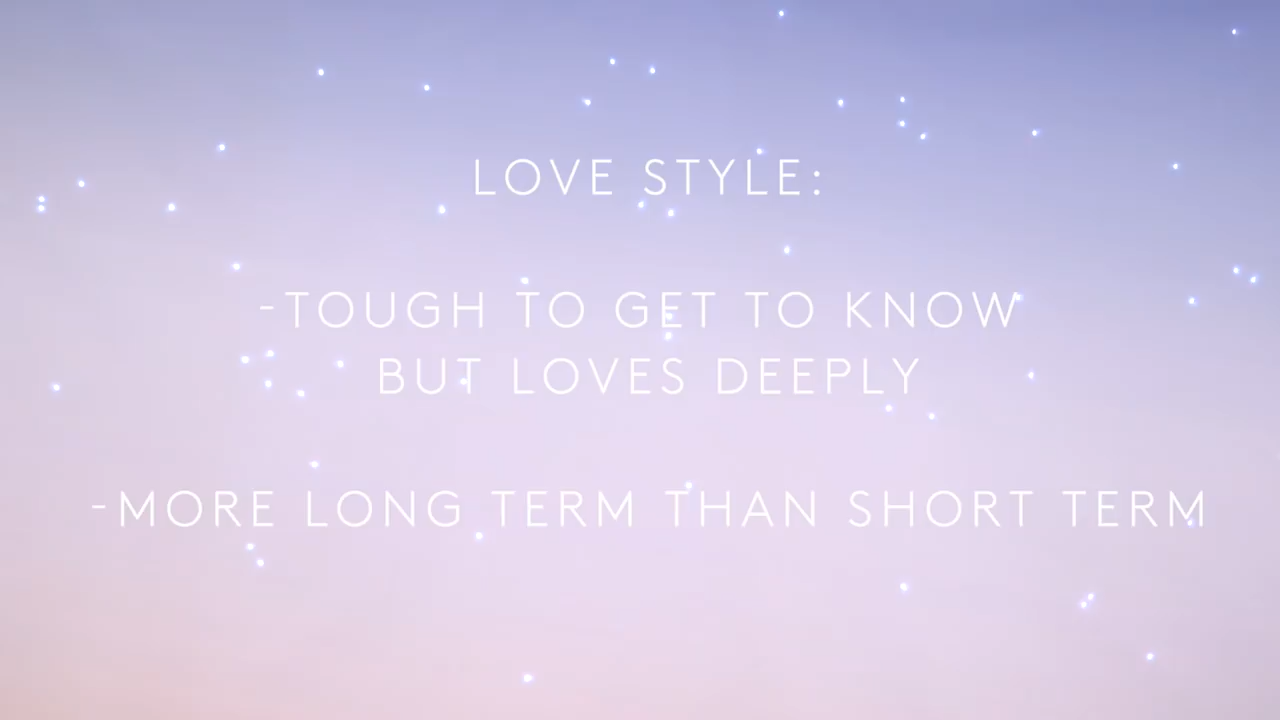 LOVE STYLE:
-TOUGH TO GET TO KNOW
BUT LOVES DEEPLY
-MORE LONG TERM THAN SHORT TERM